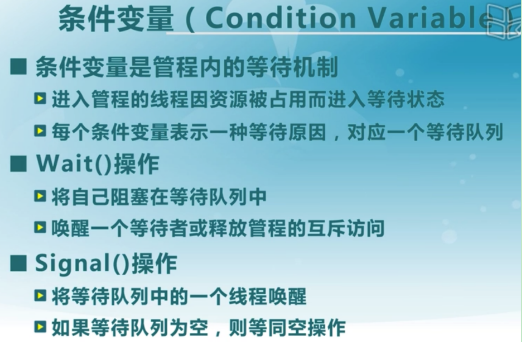 条件变量(Condition Variable)
条件变量是管程内的等待机制
进入管程的线程因资源被占用而进入等待状态
每个条件变量表示一种等待原因,对应一个等待队列
Wait()操作
将自己阻塞在等待队列中
唤醒一个等待者或释放管程的互斥访问
Signal()操作
将等待队列中的一个线程唤醒
如果等待队列为空,则等同空操作